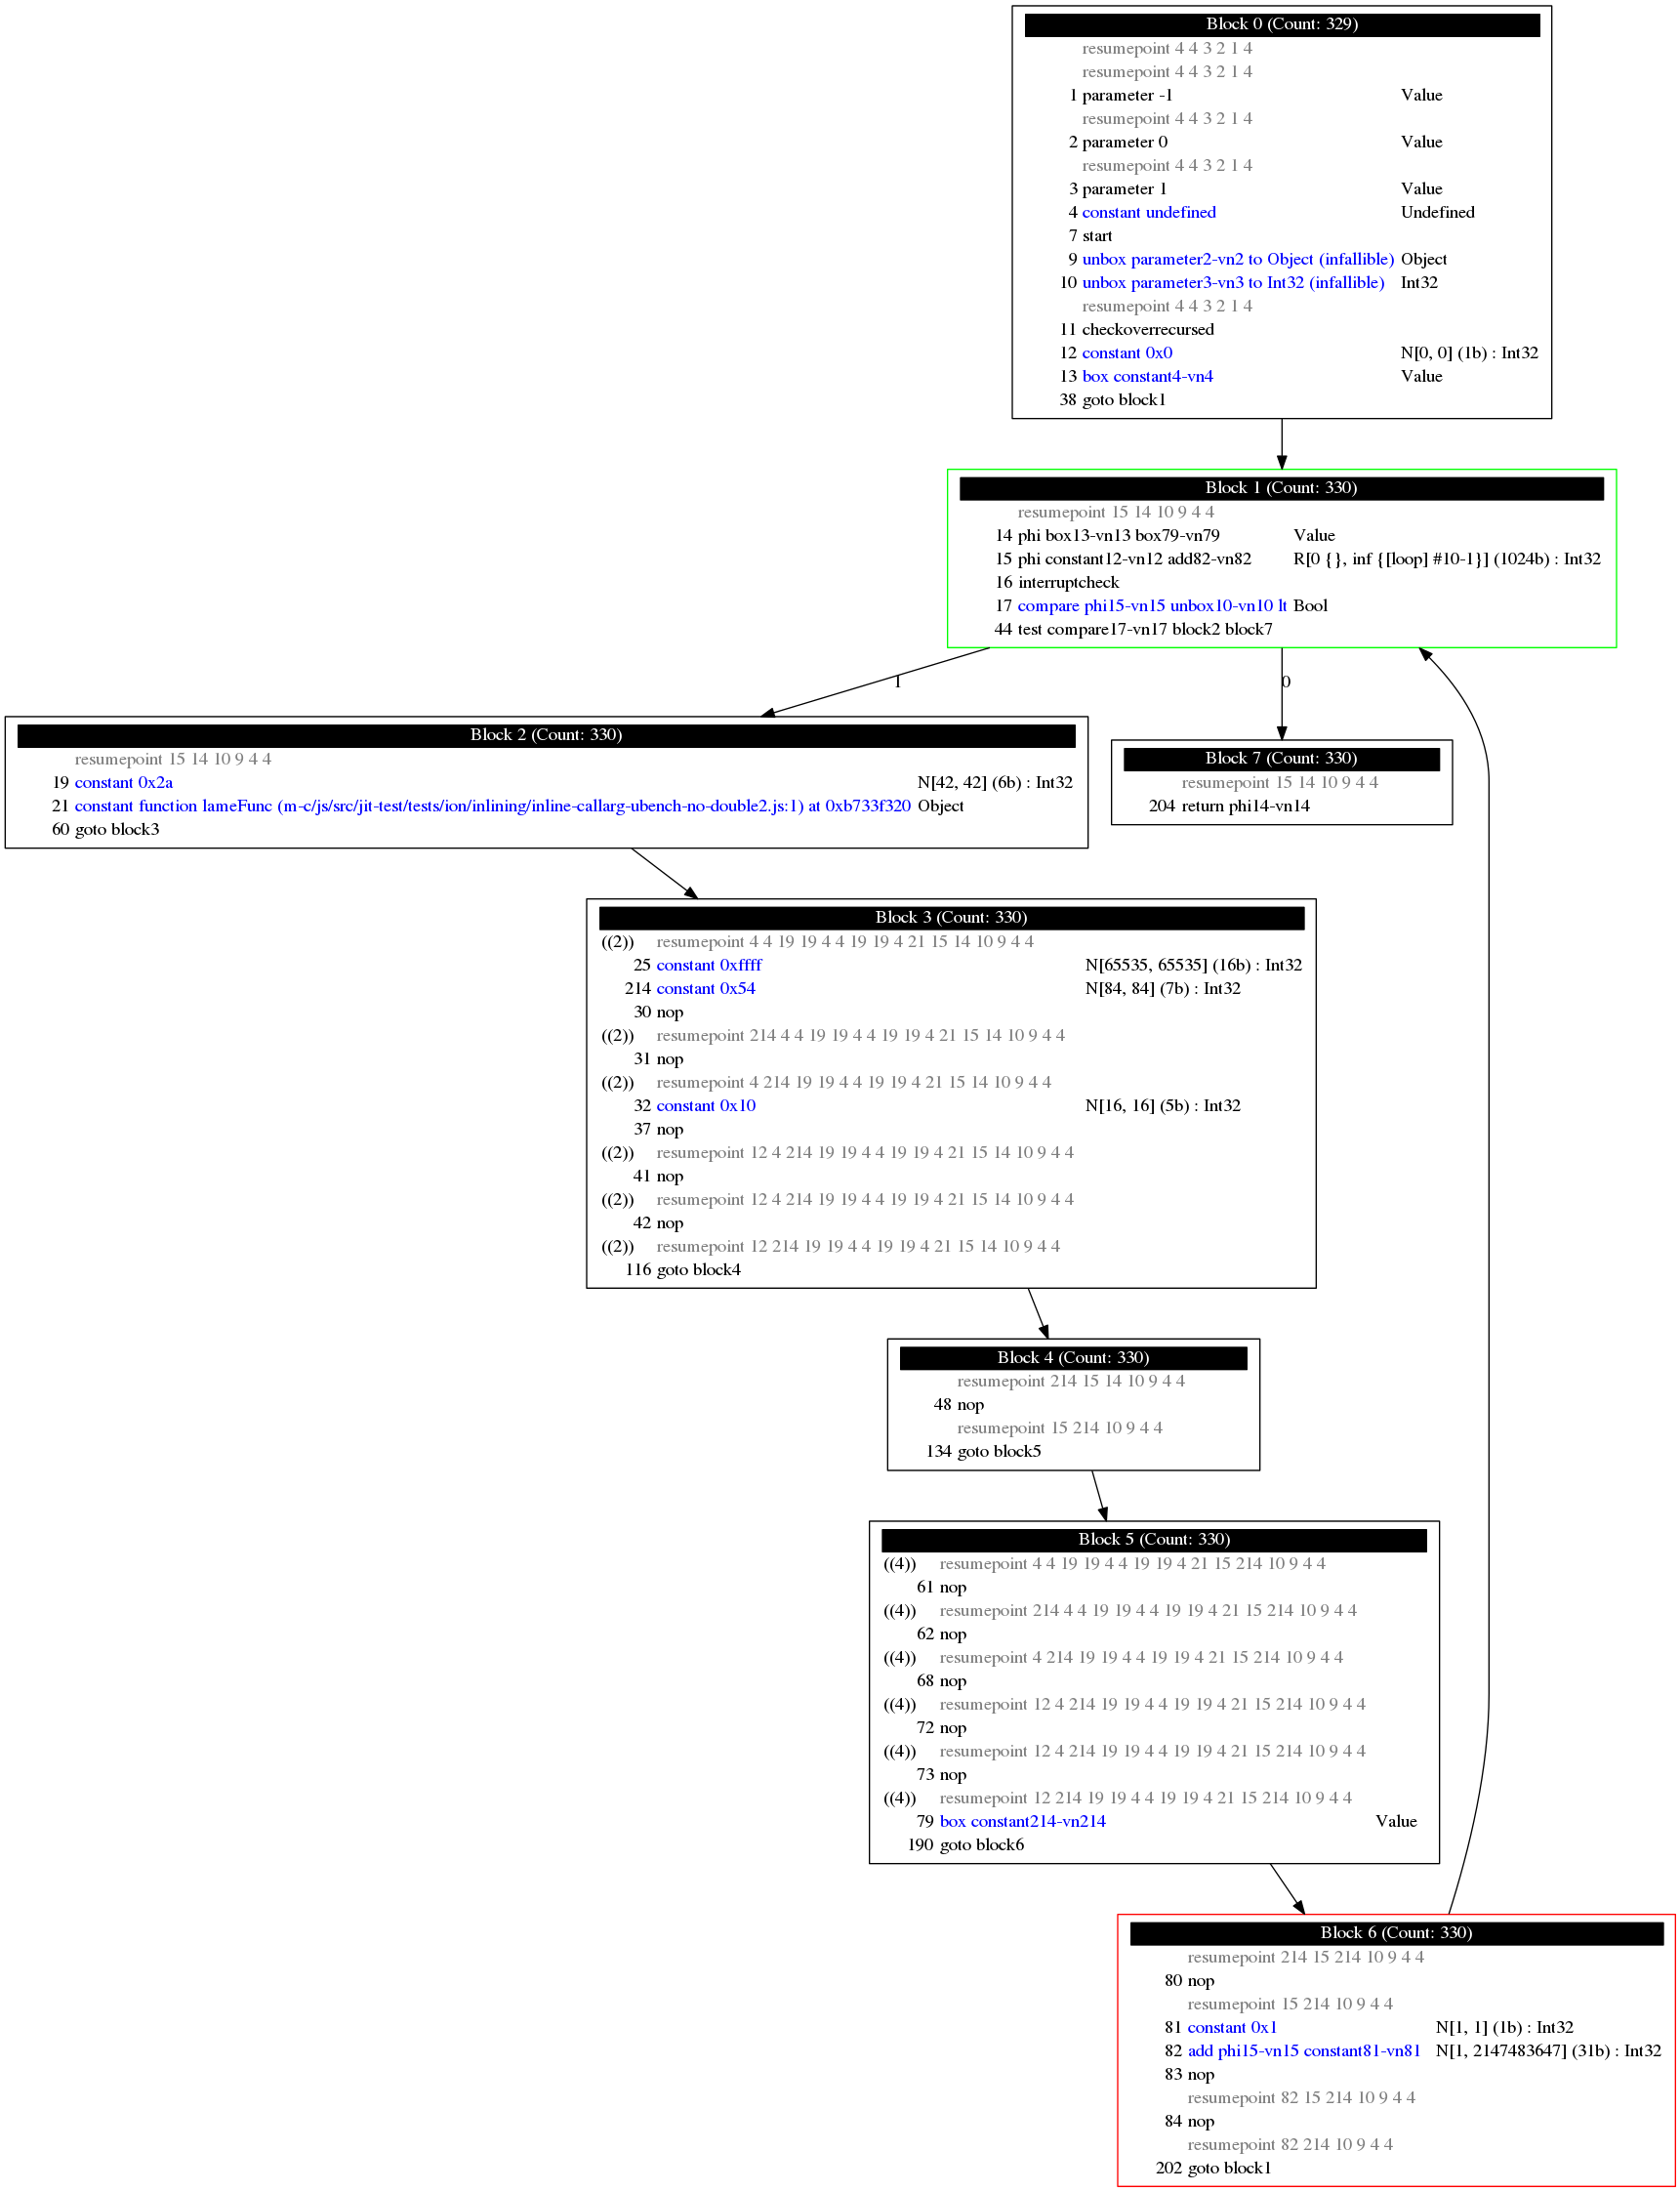 Block 0 (Count: 329)
resumepoint 4 4 3 2 1 4
resumepoint 4 4 3 2 1 4
1 parameter -1 Value
resumepoint 4 4 3 2 1 4
2 parameter 0 Value
resumepoint 4 4 3 2 1 4
3 parameter 1 Value
4 constant undefined Undefined
7 start
9 unbox parameter2-vn2 to Object (infallible) Object
10 unbox parameter3-vn3 to Int32 (infallible) Int32
resumepoint 4 4 3 2 1 4
11 checkoverrecursed
12 constant 0x0 N[0, 0] (1b) : Int32
13 box constant4-vn4 Value
38 goto block1
Block 1 (Count: 330)
resumepoint 15 14 10 9 4 4
14 phi box13-vn13 box79-vn79 Value
15 phi constant12-vn12 add82-vn82 R[0 {}, inf {[loop] #10-1}] (1024b) : Int32
16 interruptcheck
17 compare phi15-vn15 unbox10-vn10 lt Bool
44 test compare17-vn17 block2 block7
1
0
Block 2 (Count: 330)
resumepoint 15 14 10 9 4 4
19 constant 0x2a N[42, 42] (6b) : Int32
21 constant function lameFunc (m-c/js/src/jit-test/tests/ion/inlining/inline-callarg-ubench-no-double2.js:1) at 0xb733f320 Object
60 goto block3
Block 7 (Count: 330)
resumepoint 15 14 10 9 4 4
204 return phi14-vn14
Block 3 (Count: 330)
((2)) resumepoint 4 4 19 19 4 4 19 19 4 21 15 14 10 9 4 4
25 constant 0xffff N[65535, 65535] (16b) : Int32
214 constant 0x54 N[84, 84] (7b) : Int32
30 nop
((2)) resumepoint 214 4 4 19 19 4 4 19 19 4 21 15 14 10 9 4 4
31 nop
((2)) resumepoint 4 214 19 19 4 4 19 19 4 21 15 14 10 9 4 4
32 constant 0x10 N[16, 16] (5b) : Int32
37 nop
((2)) resumepoint 12 4 214 19 19 4 4 19 19 4 21 15 14 10 9 4 4
41 nop
((2)) resumepoint 12 4 214 19 19 4 4 19 19 4 21 15 14 10 9 4 4
42 nop
((2)) resumepoint 12 214 19 19 4 4 19 19 4 21 15 14 10 9 4 4
116 goto block4
Block 4 (Count: 330)
resumepoint 214 15 14 10 9 4 4
48 nop
resumepoint 15 214 10 9 4 4
134 goto block5
Block 5 (Count: 330)
((4)) resumepoint 4 4 19 19 4 4 19 19 4 21 15 214 10 9 4 4
61 nop
((4)) resumepoint 214 4 4 19 19 4 4 19 19 4 21 15 214 10 9 4 4
62 nop
((4)) resumepoint 4 214 19 19 4 4 19 19 4 21 15 214 10 9 4 4
68 nop
((4)) resumepoint 12 4 214 19 19 4 4 19 19 4 21 15 214 10 9 4 4
72 nop
((4)) resumepoint 12 4 214 19 19 4 4 19 19 4 21 15 214 10 9 4 4
73 nop
((4)) resumepoint 12 214 19 19 4 4 19 19 4 21 15 214 10 9 4 4
79 box constant214-vn214 Value
190 goto block6
Block 6 (Count: 330)
resumepoint 214 15 214 10 9 4 4
80 nop
resumepoint 15 214 10 9 4 4
81 constant 0x1 N[1, 1] (1b) : Int32
82 add phi15-vn15 constant81-vn81 N[1, 2147483647] (31b) : Int32
83 nop
resumepoint 82 15 214 10 9 4 4
84 nop
resumepoint 82 214 10 9 4 4
202 goto block1